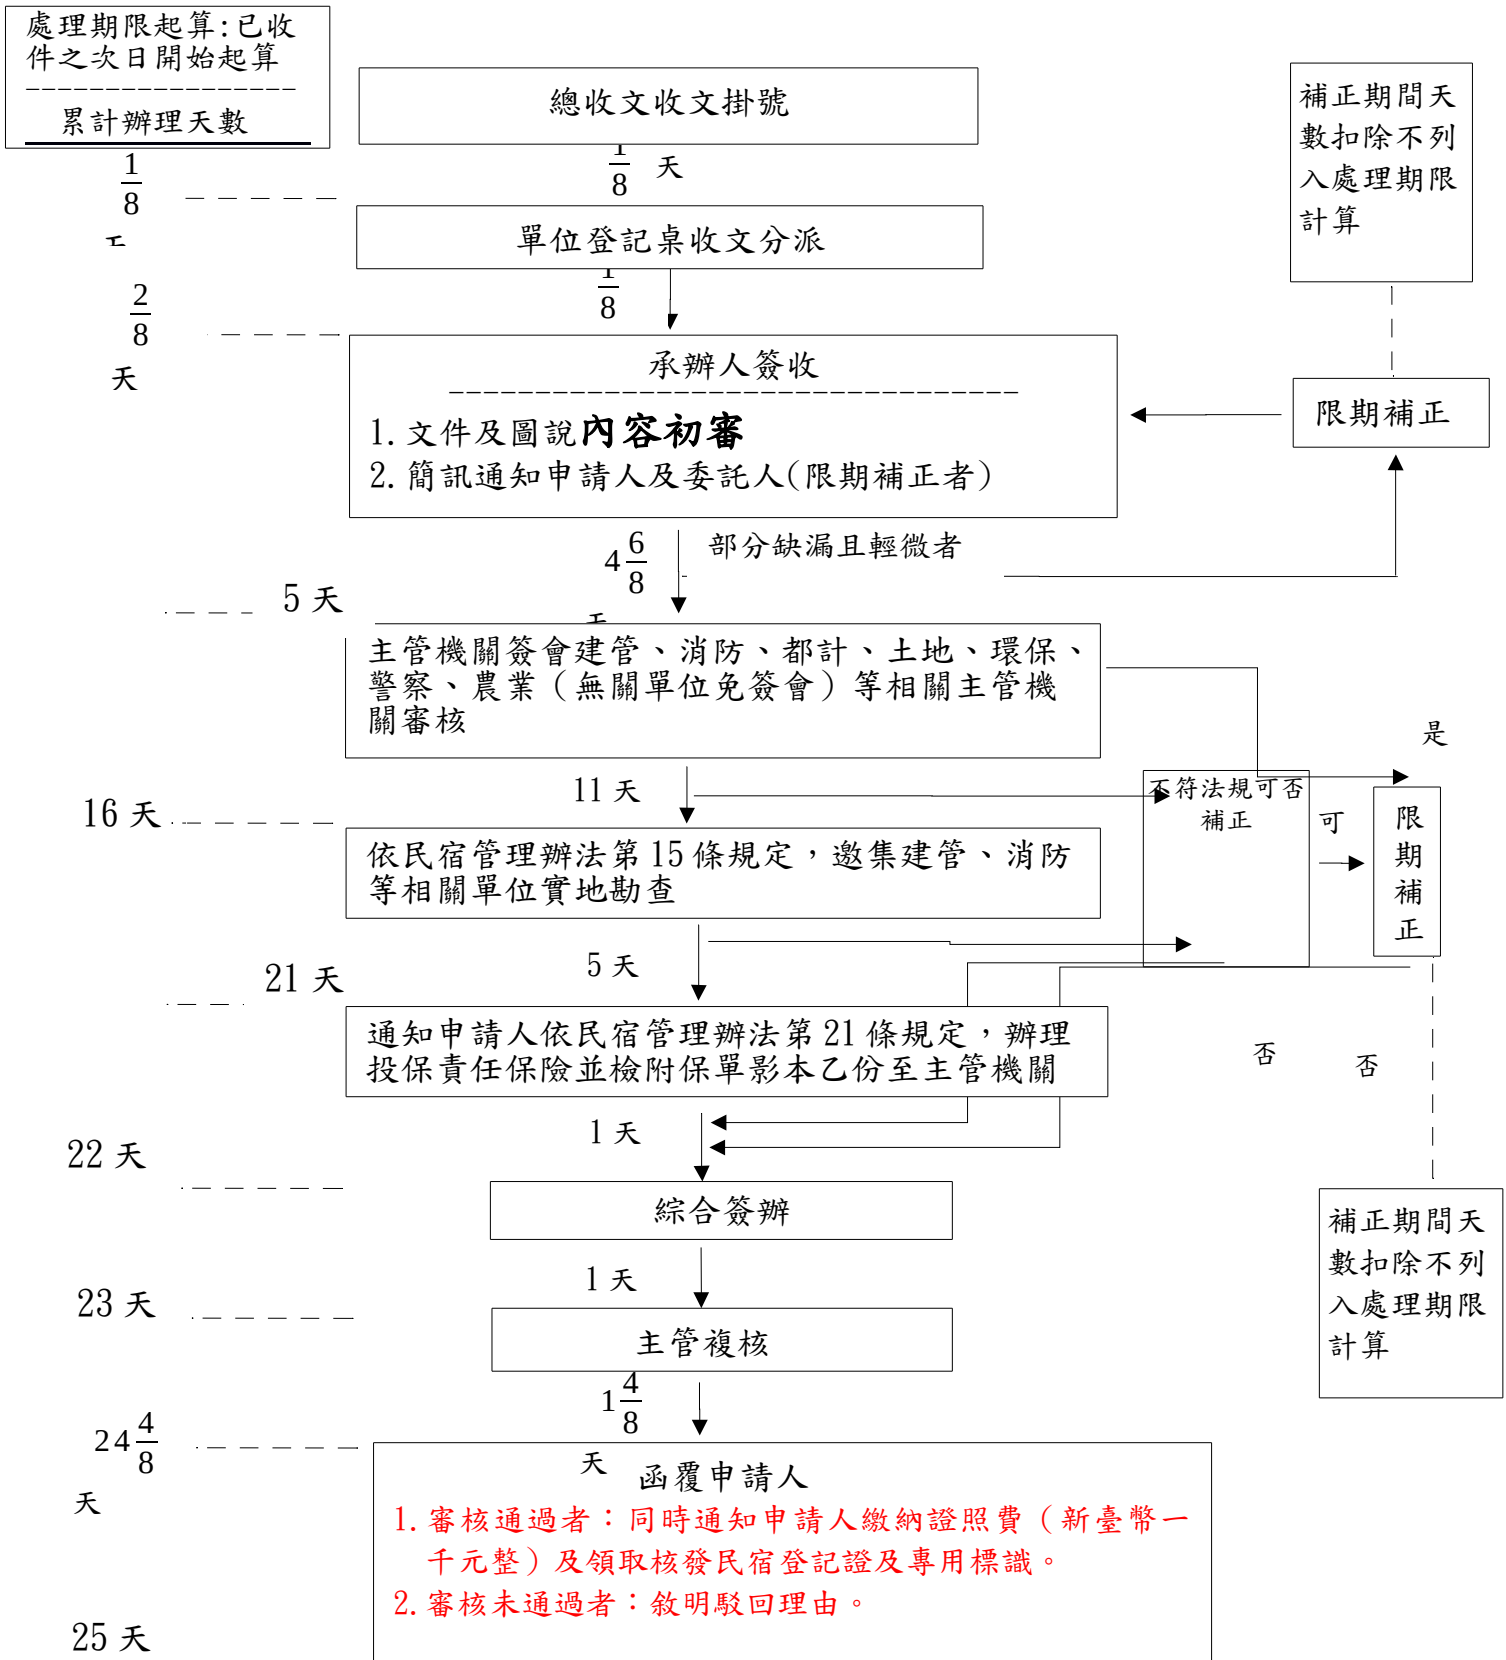 處理期限起算:已收
件之次日開始起算
-----------------
累計辦理天數
總收文收文掛號
補正期間天
數扣除不列
入處理期限
計算
1/8
1/8 天
單位登記桌收文分派
2/8
天
1/8
承辦人簽收
1. 文件及圖說內容初審
2. 簡訊通知申請人及委託人(限期補正者)
限期補正
4 6/8
部分缺漏且輕微者
5 天
主管機關簽會建管、消防、都計、土地、環保、
警察、農業（無關單位免簽會）等相關主管機
關審核
是
11 天
不符法規可否
補正
可
限
期
補
正
16 天
依民宿管理辦法第 15 條規定，邀集建管、消防
等相關單位實地勘查
5 天
21 天
通知申請人依民宿管理辦法第 21 條規定，辦理
投保責任保險並檢附保單影本乙份至主管機關
否
否
1 天
22 天
綜合簽辦
補正期間天
數扣除不列
入處理期限
計算
1 天
23 天
主管複核
1 4/8
天
24 4/8
天
函覆申請人
1. 審核通過者：同時通知申請人繳納證照費（新臺幣一
千元整）及領取核發民宿登記證及專用標識。
2. 審核未通過者：敘明駁回理由。
25 天